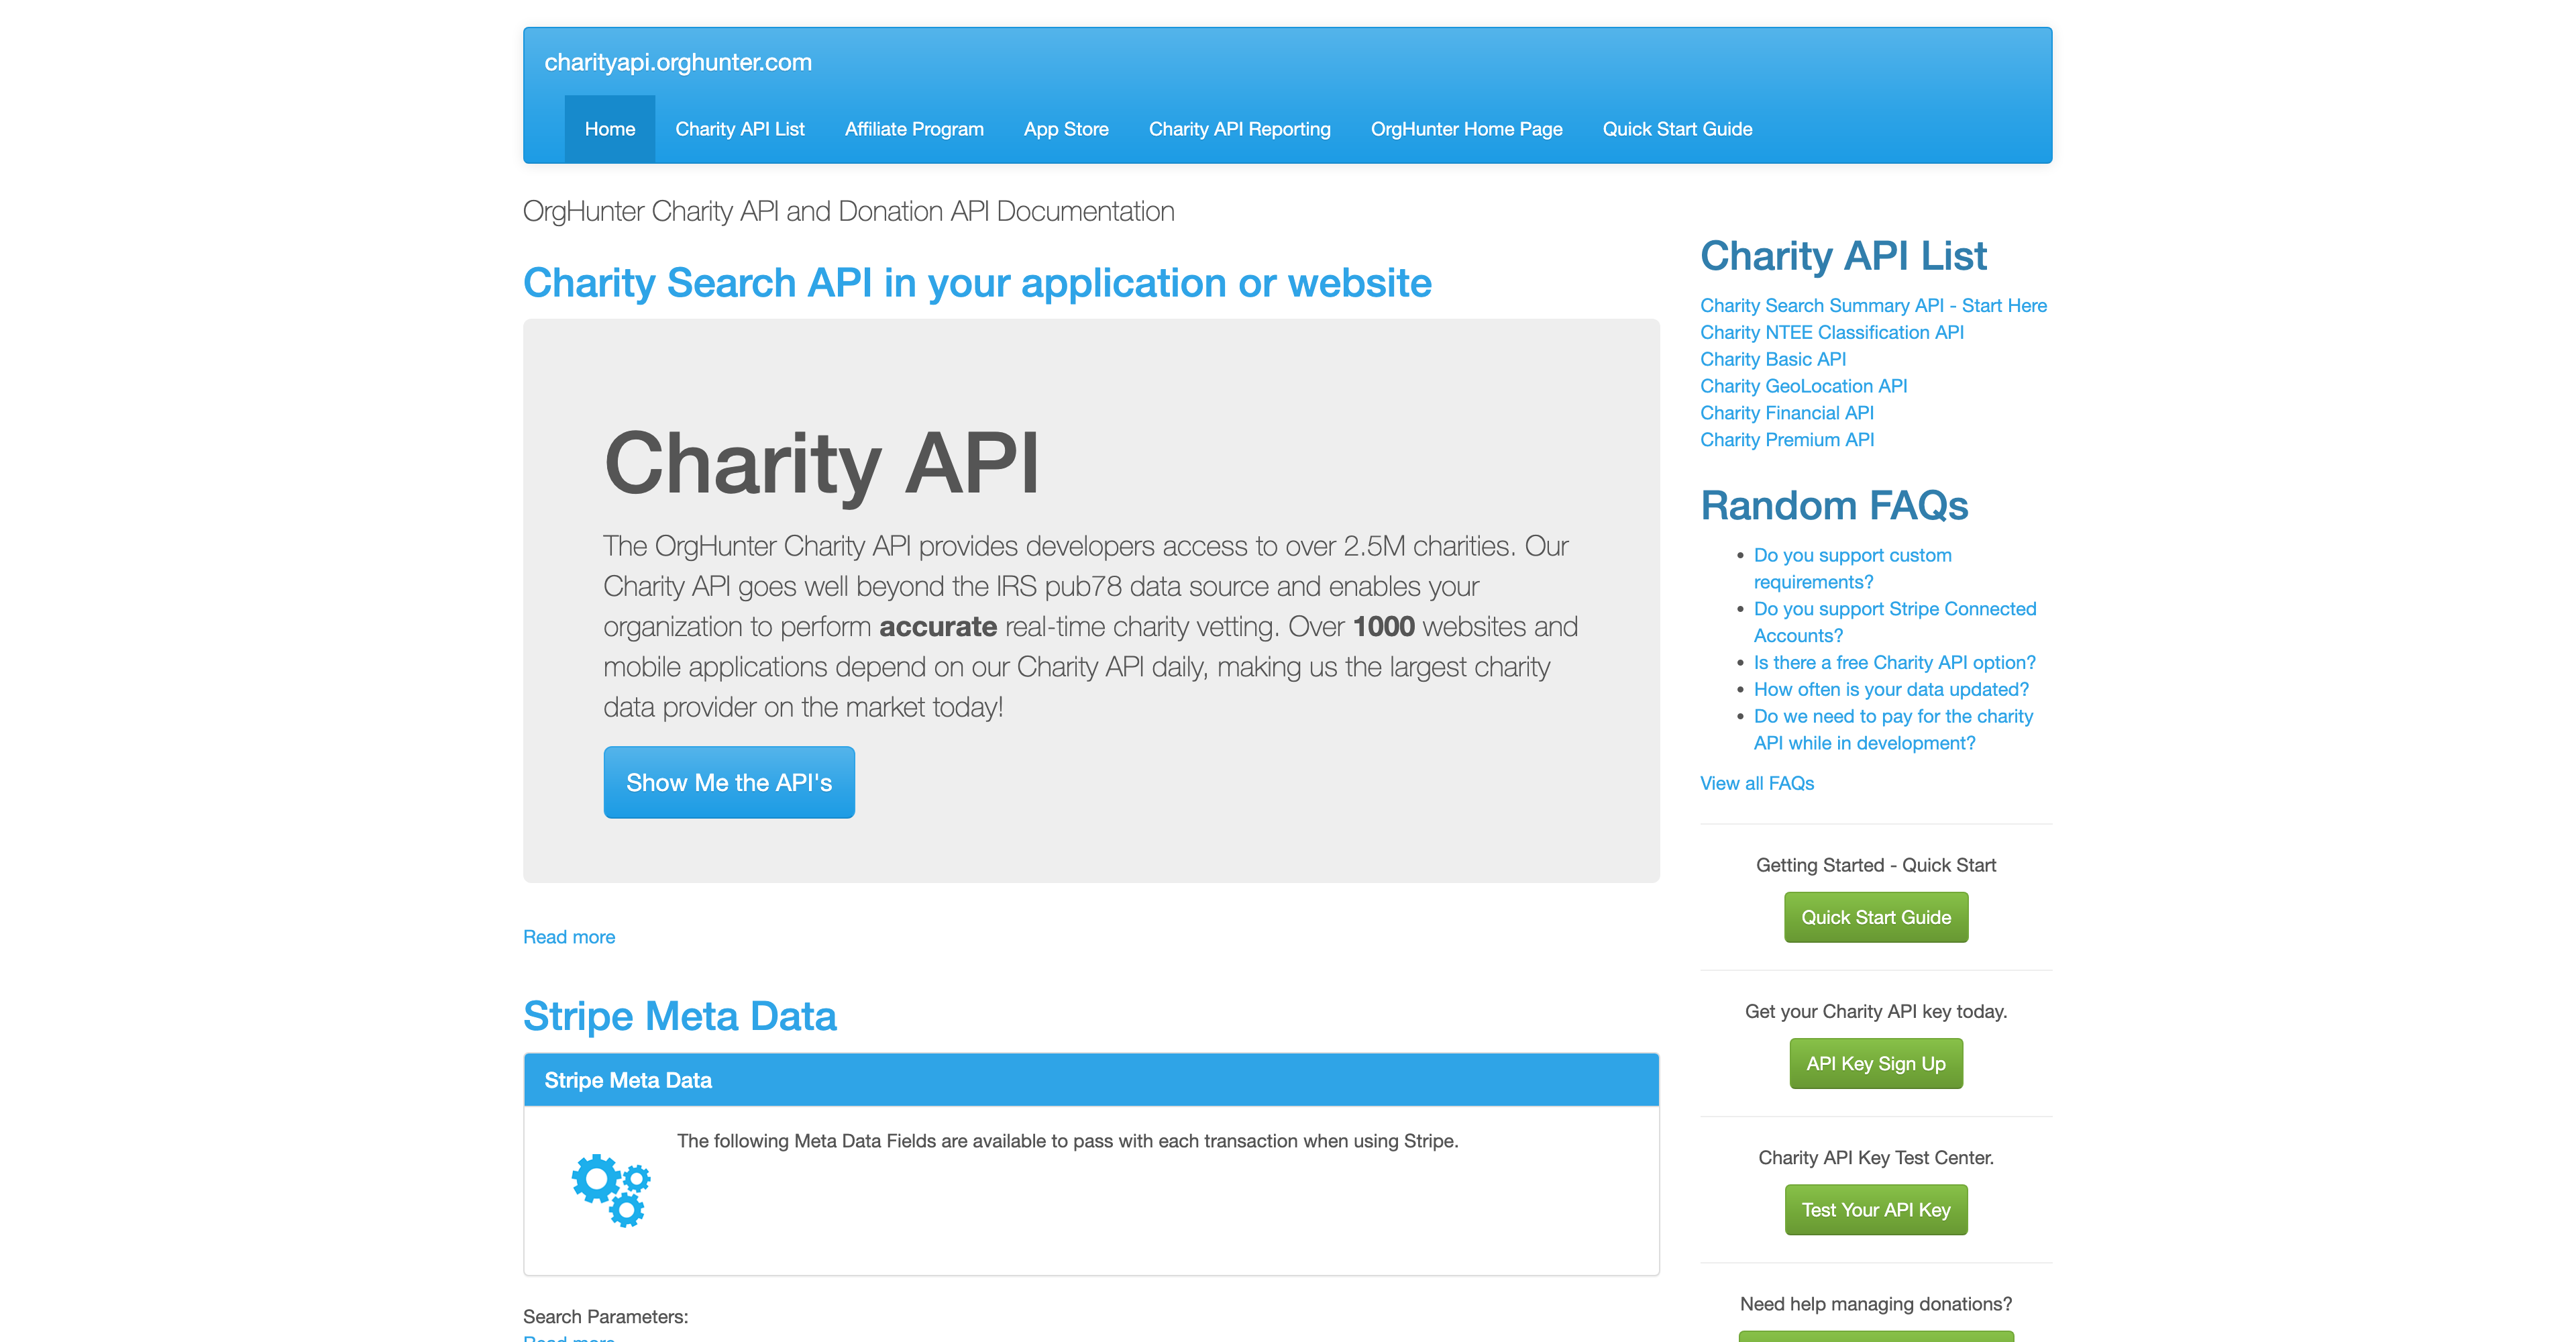 charityapi.orghunter.com
Home
Charity API List
Affiliate Program
App Store
Charity API Reporting
OrgHunter Home Page
Quick Start Guide
OrgHunter Charity API and Donation API Documentation
Charity Search API in your application or website
Charity API
The OrgHunter Charity API provides developers access to over 2.5M charities. Our
Charity API goes well beyond the IRS pub78 data source and enables your
organization to perform accurate real-time charity vetting. Over 1000 websites and
mobile applications depend on our Charity API daily, making us the largest charity
data provider on the market today!
Show Me the API's
Read more
Stripe Meta Data
Stripe Meta Data
The following Meta Data Fields are available to pass with each transaction when using Stripe.
Search Parameters:
Read more
Charity API List
Charity Search Summary API - Start Here
Charity NTEE Classification API
Charity Basic API
Charity GeoLocation API
Charity Financial API
Charity Premium API
Random FAQs
Do you support custom
requirements?
Do you support Stripe Connected
Accounts?
Is there a free Charity API option?
How often is your data updated?
Do we need to pay for the charity
API while in development?
View all FAQs
Getting Started - Quick Start
Quick Start Guide
Get your Charity API key today.
API Key Sign Up
Charity API Key Test Center.
Test Your API Key
Need help managing donations?